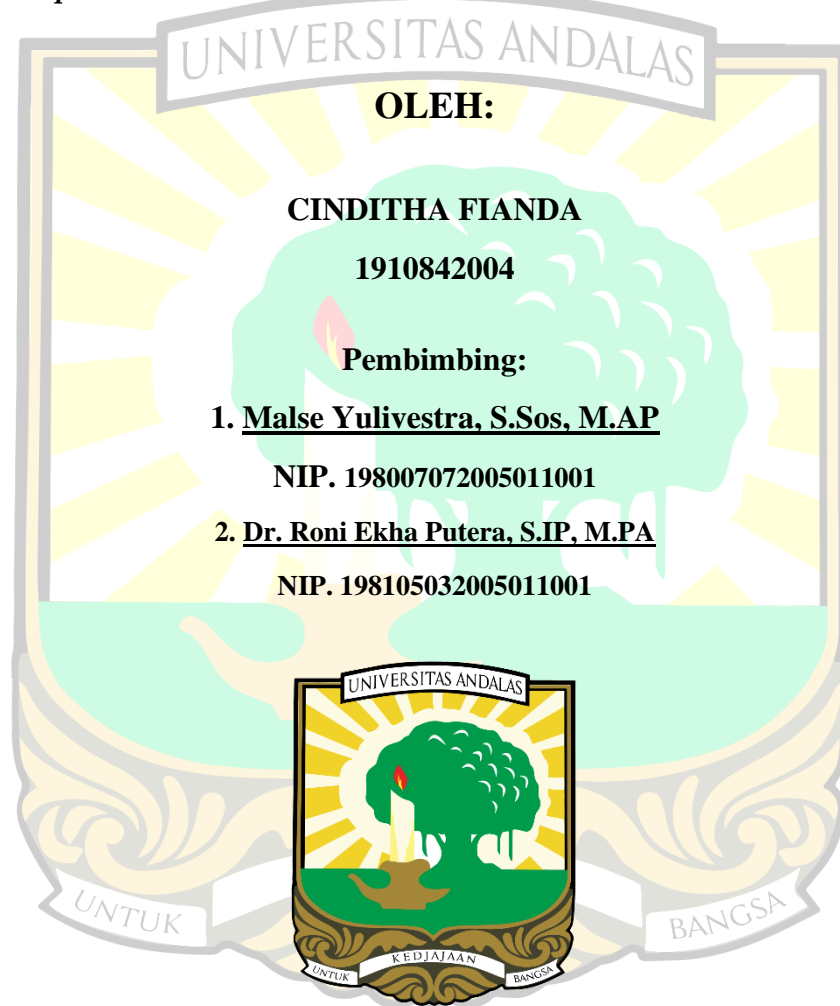 UNIVERSITAS ANDALAS
OLEH:
CINDITHA FIANDA
1910842004
Pembimbing:
1. Malse Yulivestra, S.Sos, M.AP
NIP. 198007072005011001
2. Dr. Roni Ekha Putera, S.IP, M.PA
NIP. 198105032005011001
UNIVERSITAS ANDALAS
UNTUK
BANGSA
UNTUK
KEDJAJAAN
BANGSA